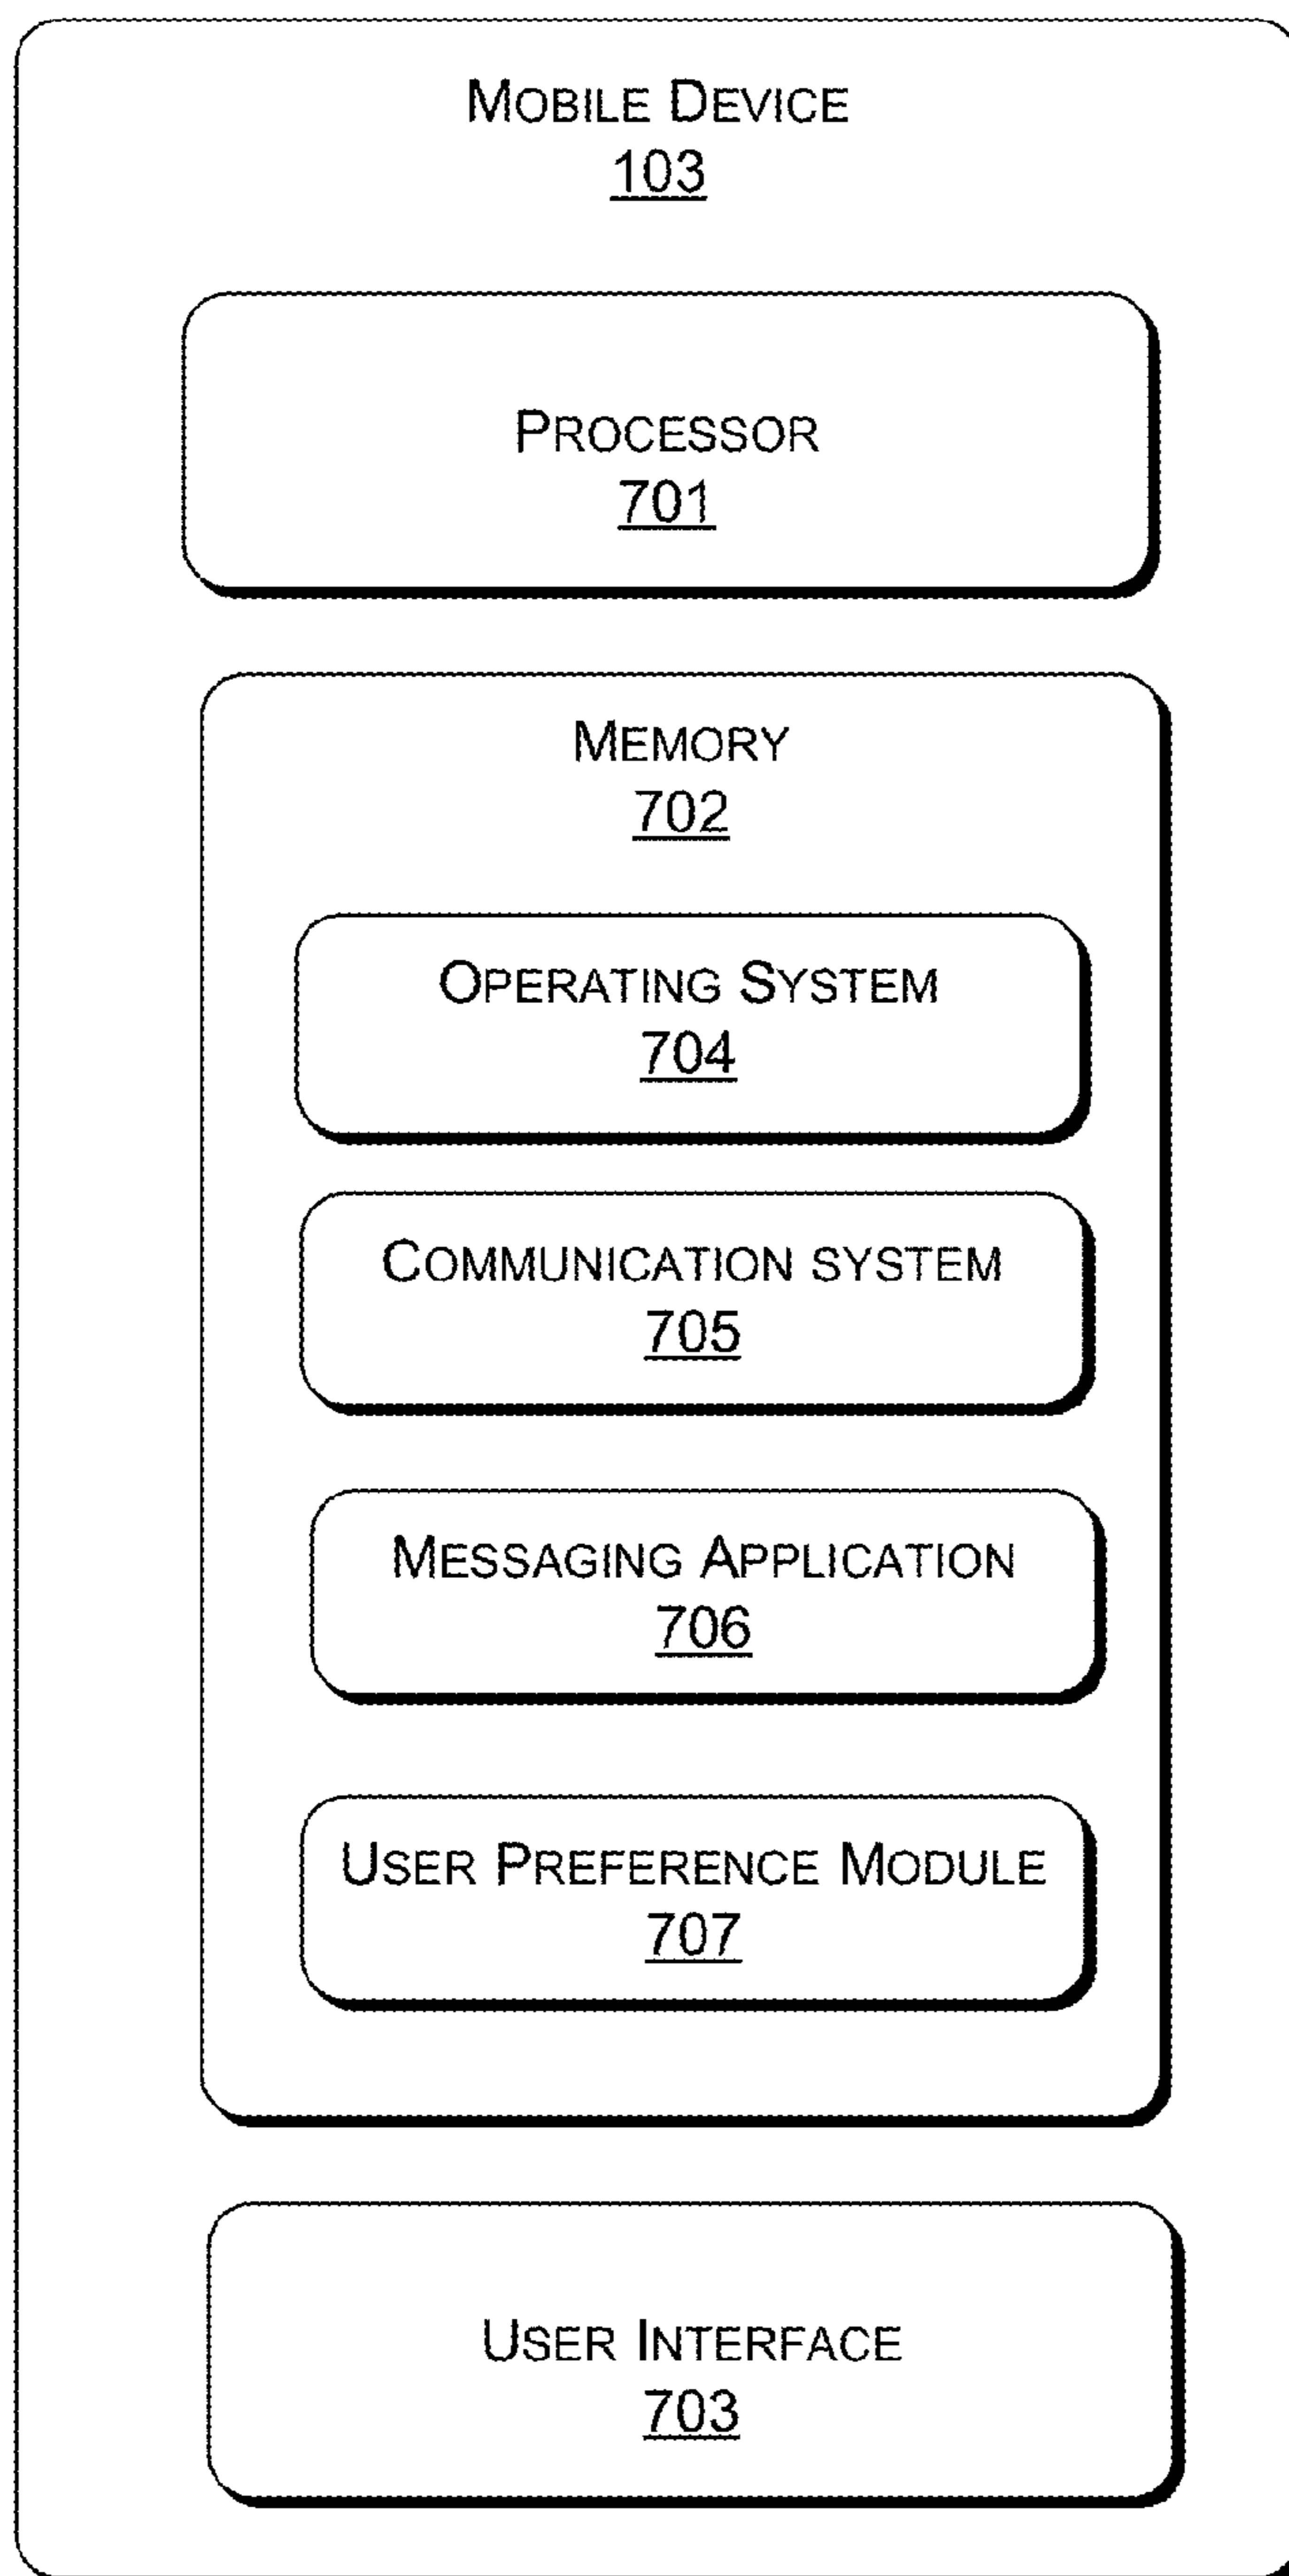 Mobile Device
103
Processor
701
Memory
702
Operating System
704
Communication system
705
Messaging Application
706
User Preference Module
707
User Interface
703